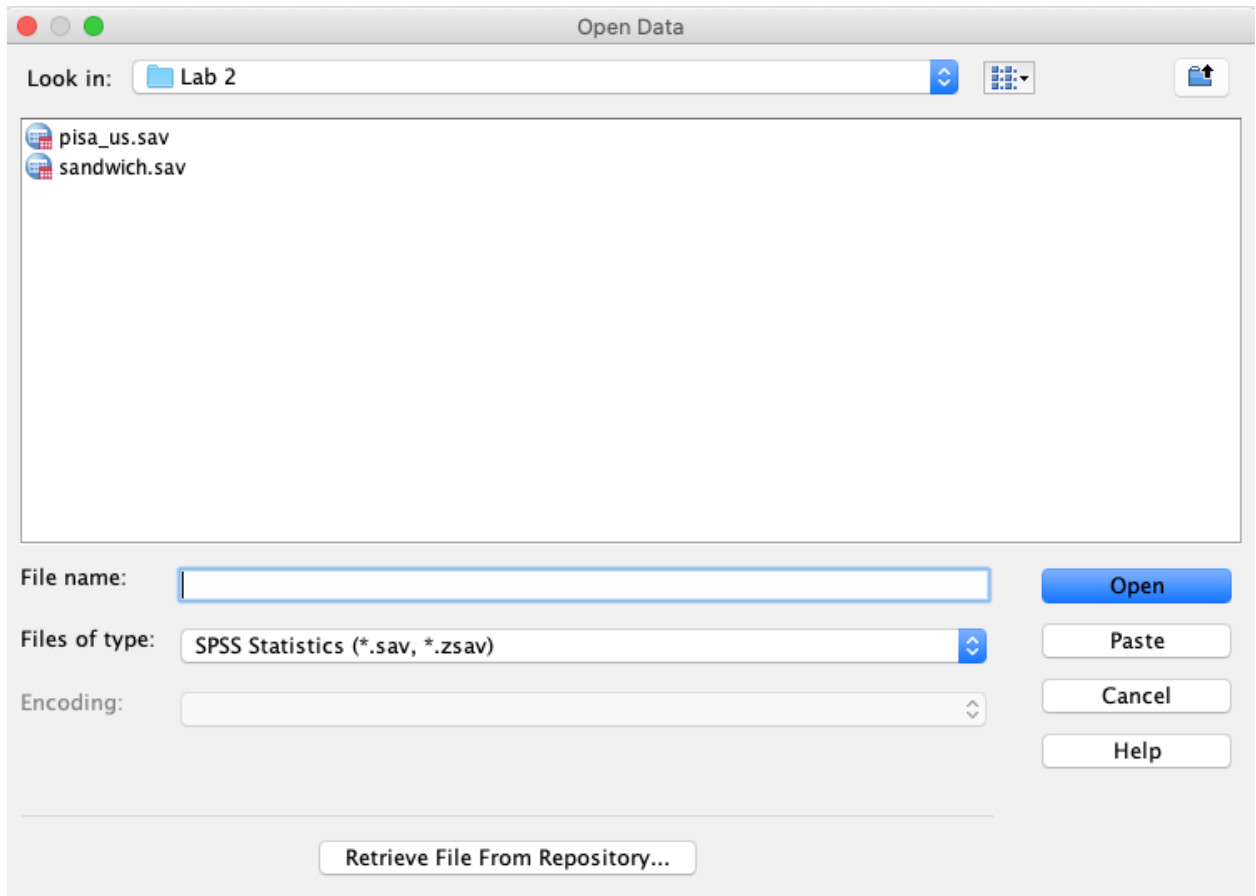 Open Data
Look in: Lab 2
pisa_us.sav
sandwich.sav
File name:
Open
Files of type: SPSS Statistics (*.sav, *.zsav)
Paste
Encoding:
Cancel
Help
Retrieve File From Repository...